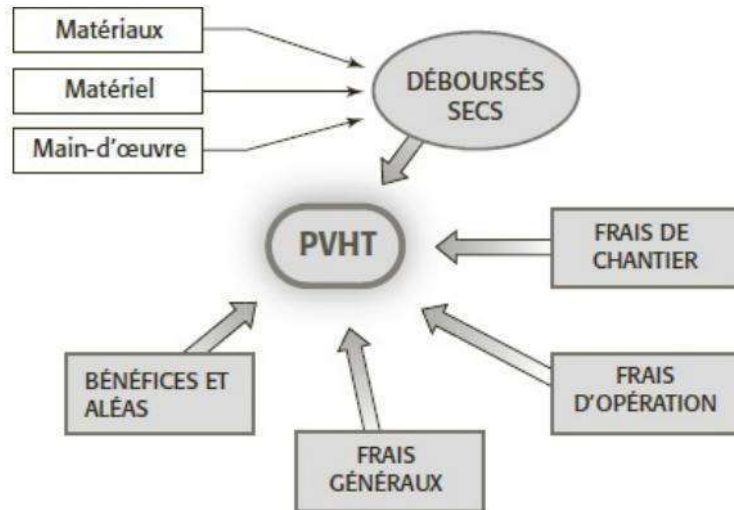 Matériaux
Matériel
Main-d'œuvre
DÉBOURSÉS
SECS
PVHT
FRAIS DE
CHANTIER
BÉNÉFICES ET
ALÉAS
FRAIS
D'OPÉRATION
FRAIS
GÉNÉRAUX